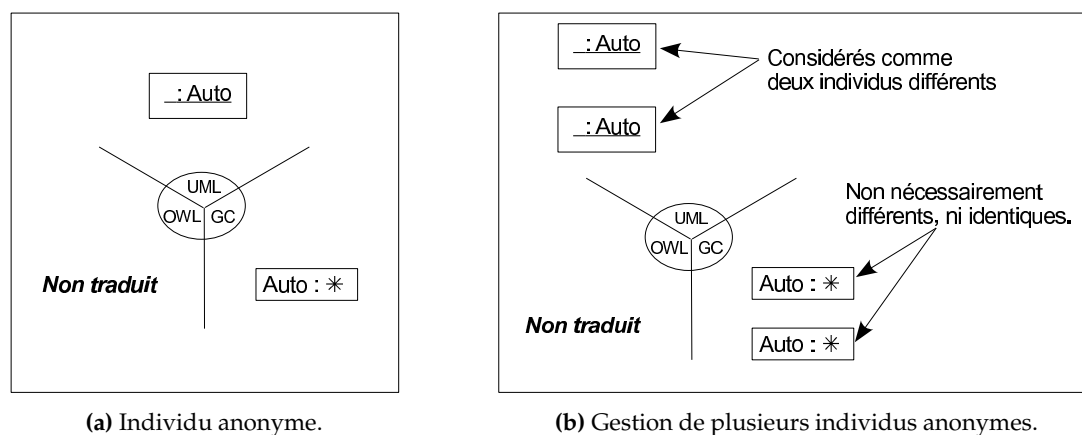 _: Auto
UML
OWL GC
Non traduit
Auto : ✳
(a) Individu anonyme.
_: Auto
_: Auto
Considérés comme
deux individus différents
UML
OWL GC
Non nécessairement
différents, ni identiques.
Non traduit
Auto : ✳
Auto : ✳
(b) Gestion de plusieurs individus anonymes.